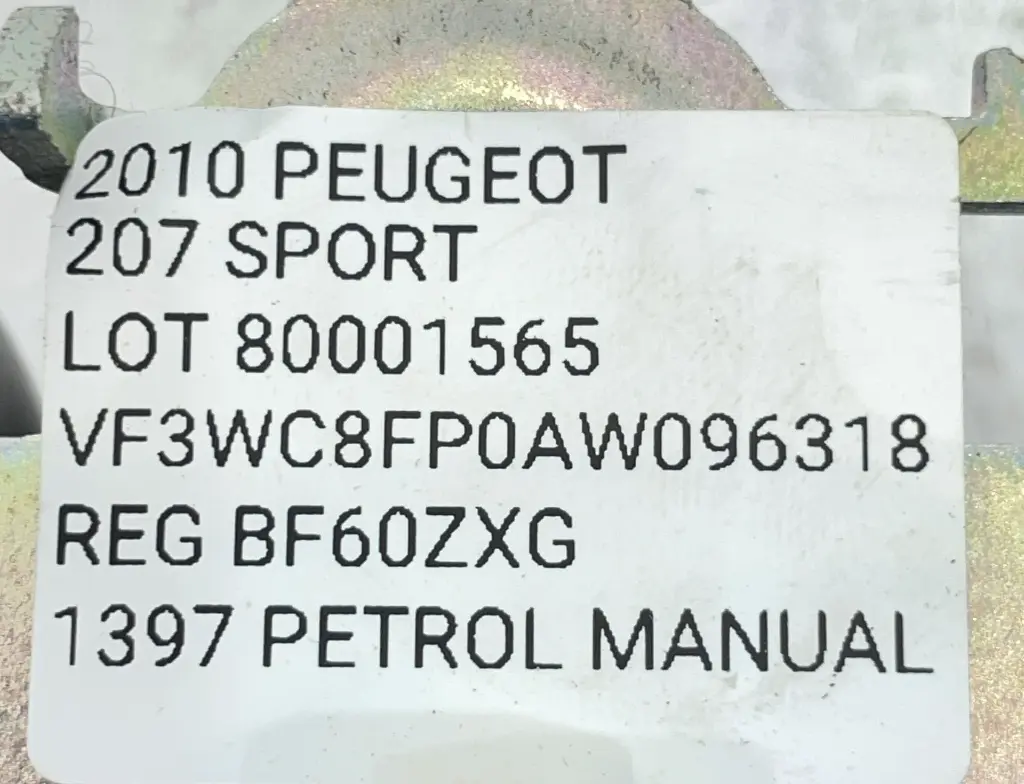 2010 PEUGEOT
207 SPORT
LOT 80001565
VF3WC8FP0AW096318
REG BF60ZXG
1397 PETROL MANUAL